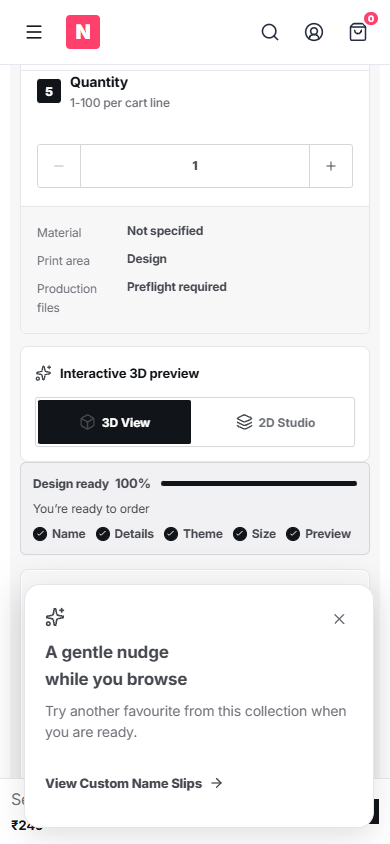 N
0
5
Quantity
1-100 per cart line
1
Material Not specified
Print area Design
Production files Preflight required
Interactive 3D preview
3D View 2D Studio
Design ready 100%
You're ready to order
Name Details Theme Size Preview
A gentle nudge
while you browse
Try another favourite from this collection when
you are ready.
View Custom Name Slips